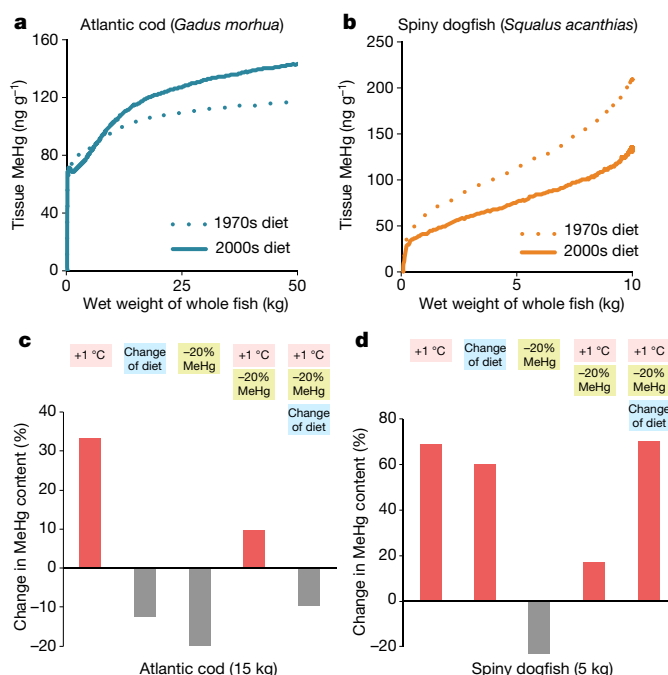 a Atlantic cod (Gadus morhua)
160
120
80
40
0
Tissue MeHg (ng g⁻¹)
1970s diet
2000s diet
0 25 50
Wet weight of whole fish (kg)
b Spiny dogfish (Squalus acanthias)
250
200
150
100
50
0
Tissue MeHg (ng g⁻¹)
1970s diet
2000s diet
0 5 10
Wet weight of whole fish (kg)
c
+1 °C
Change
of diet
–20%
MeHg
+1 °C
–20%
MeHg
+1 °C
–20%
MeHg
Change
of diet
40
30
20
10
0
–10
–20
Change in MeHg content (%)
Atlantic cod (15 kg)
d
+1 °C
Change
of diet
–20%
MeHg
+1 °C
–20%
MeHg
+1 °C
–20%
MeHg
Change
of diet
80
60
40
20
0
–20
Change in MeHg content (%)
Spiny dogfish (5 kg)